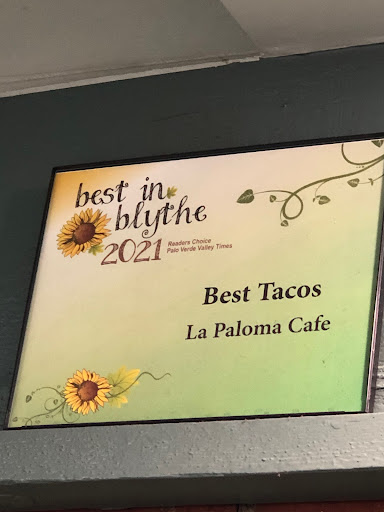 best in
blythe
2021
Readers Choice
Palo Verde Valley Times
Best Tacos
La Paloma Cafe